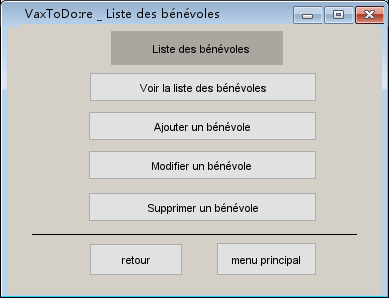 VaxToDo:re _ Liste des bénévoles
Liste des bénévoles
Voir la liste des bénévoles
Ajouter un bénévole
Modifier un bénévole
Supprimer un bénévole
retour
menu principal